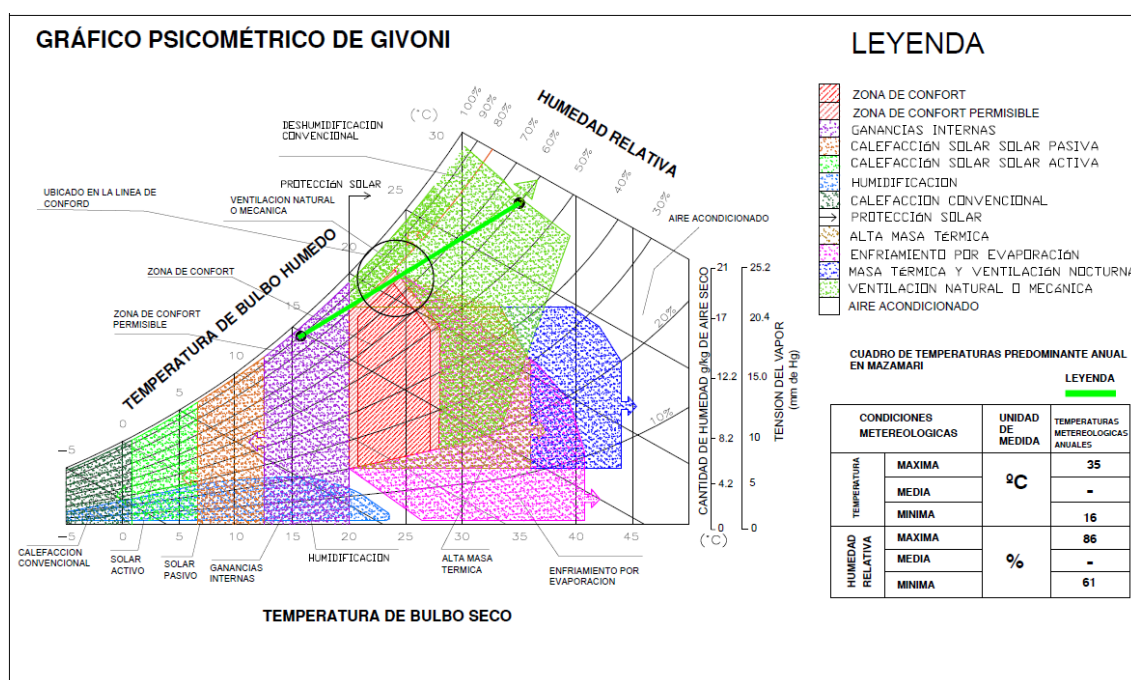 GRÁFICO PSICOMÉTRICO DE GIVONI
LEYENDA
ZONA DE CONFORT
ZONA DE CONFORT PERMISIBLE
GANANCIAS INTERNAS
CALEFACCIÓN SOLAR SOLAR PASIVA
CALEFACCIÓN SOLAR SOLAR ACTIVA
HUMIDIFICACION
CALEFACCION CONVENCIONAL
PROTECCIÓN SOLAR
ALTA MASA TÉRMICA
ENFRIAMIENTO POR EVAPORACIÓN
MASA TÉRMICA Y VENTILACIÓN NOCTURNA
VENTILACION NATURAL O MECÁNICA
AIRE ACONDICIONADO
DESHUMIDIFICACION
CONVENCIONAL
(°C)
100%
90%
80%
70%
60%
50%
40%
30%
20%
10%
HUMEDAD RELATIVA
30
25
20
15
10
5
0
-5
-5
UBICADO EN LA LINEA DE
CONFORD
PROTECCIÓN SOLAR
VENTILACION NATURAL
O MECANICA
AIRE ACONDICIONADO
ZONA DE CONFORT
ZONA DE CONFORT
PERMISIBLE
TEMPERATURA DE BULBO HUMEDO
CANTIDAD DE HUMEDAD g/kg DE AIRE SECO
21
17
12.2
8.2
4.2
0
TENSION DEL VAPOR
(mm de Hg)
25.2
20.4
15.0
10
5
0
-5
0
5
10
15
20
25
30
35
40
45
(°C)
CALEFACCION
CONVENCIONAL
SOLAR
ACTIVO
SOLAR
PASIVO
GANANCIAS
INTERNAS
HUMIDIFICACIÓN
ALTA MASA
TERMICA
ENFRIAMIENTO POR
EVAPORACION
TEMPERATURA DE BULBO SECO
CUADRO DE TEMPERATURAS PREDOMINANTE ANUAL
EN MAZAMARI
LEYENDA
CONDICIONES
METEREOLOGICAS
UNIDAD
DE
MEDIDA
TEMPERATURAS
METEREOLOGICAS
ANUALES
TEMPERATURA
MAXIMA
35
MEDIA
ºC
-
MINIMA
16
HUMEDAD
RELATIVA
MAXIMA
86
MEDIA
%
-
MINIMA
61